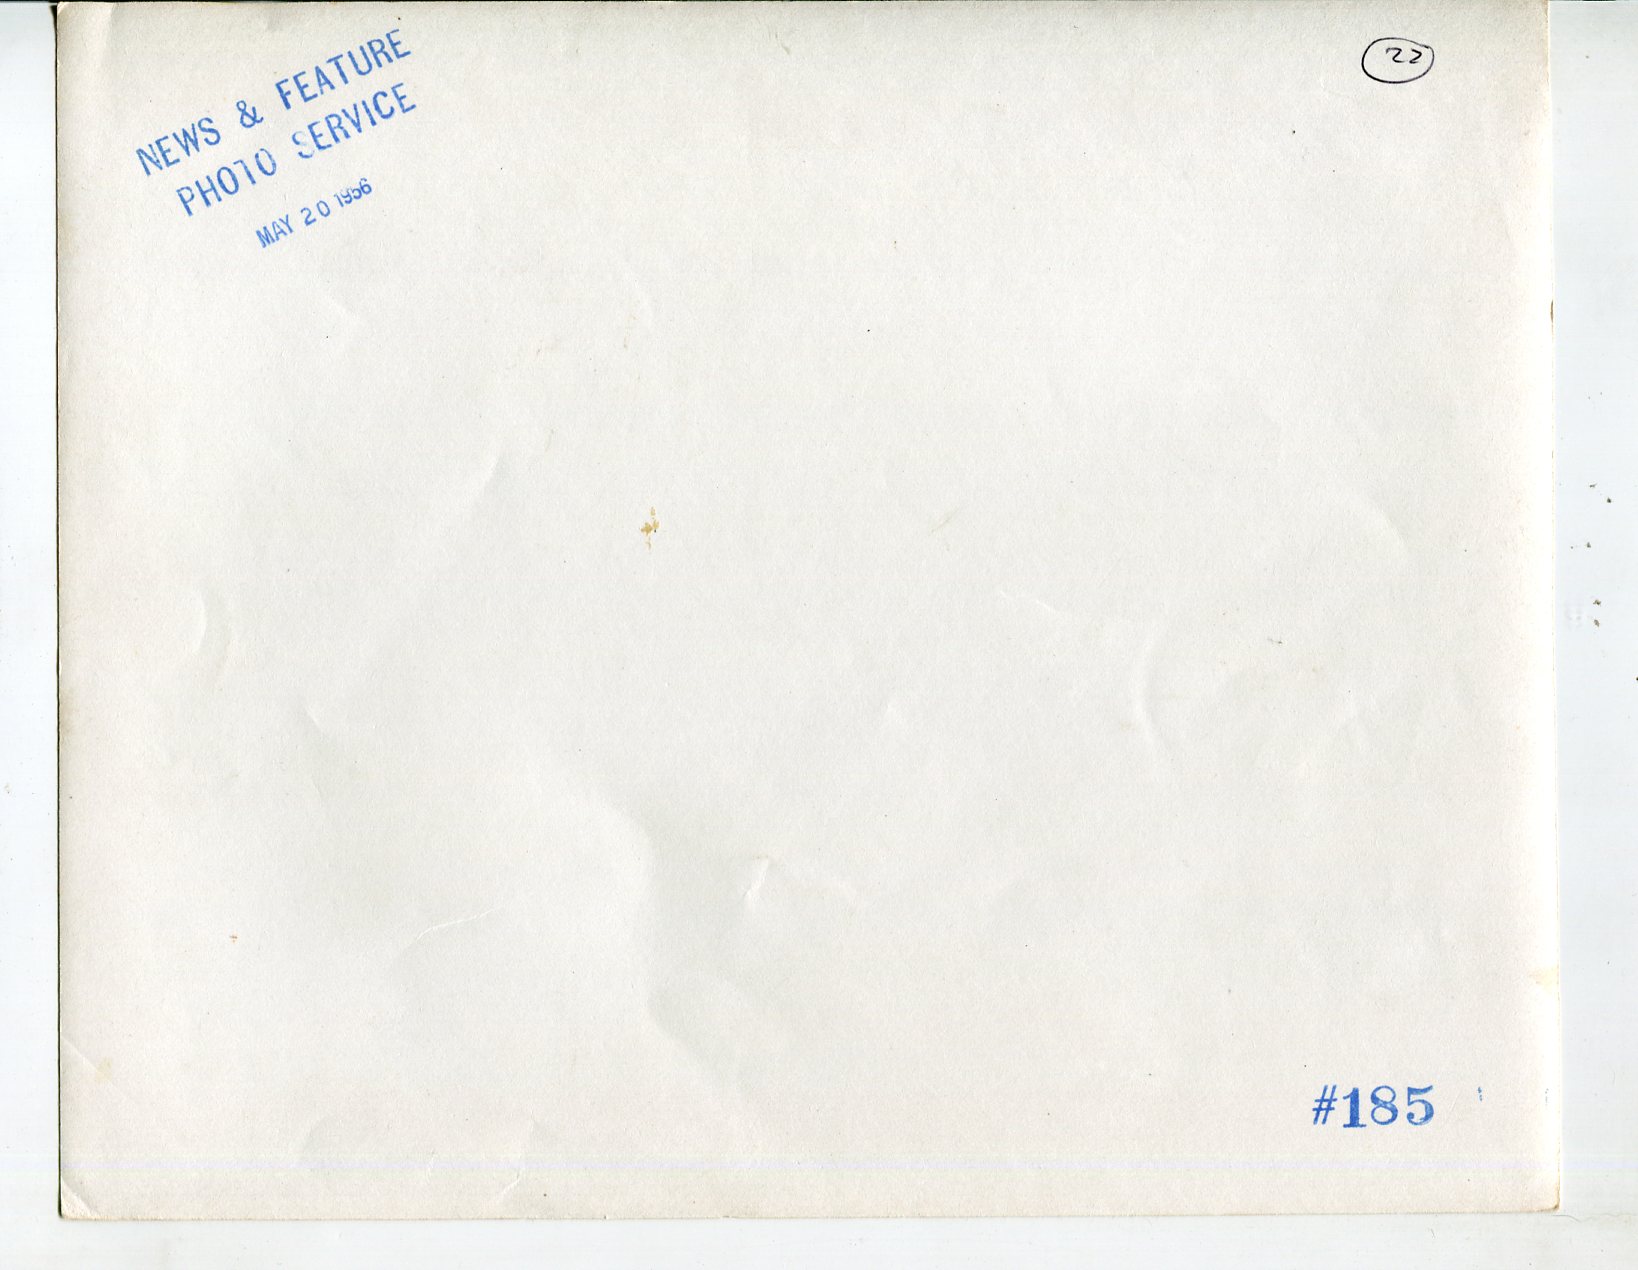 NEWS & FEATURE
PHOTO SERVICE
MAY 20 1956
22
#185